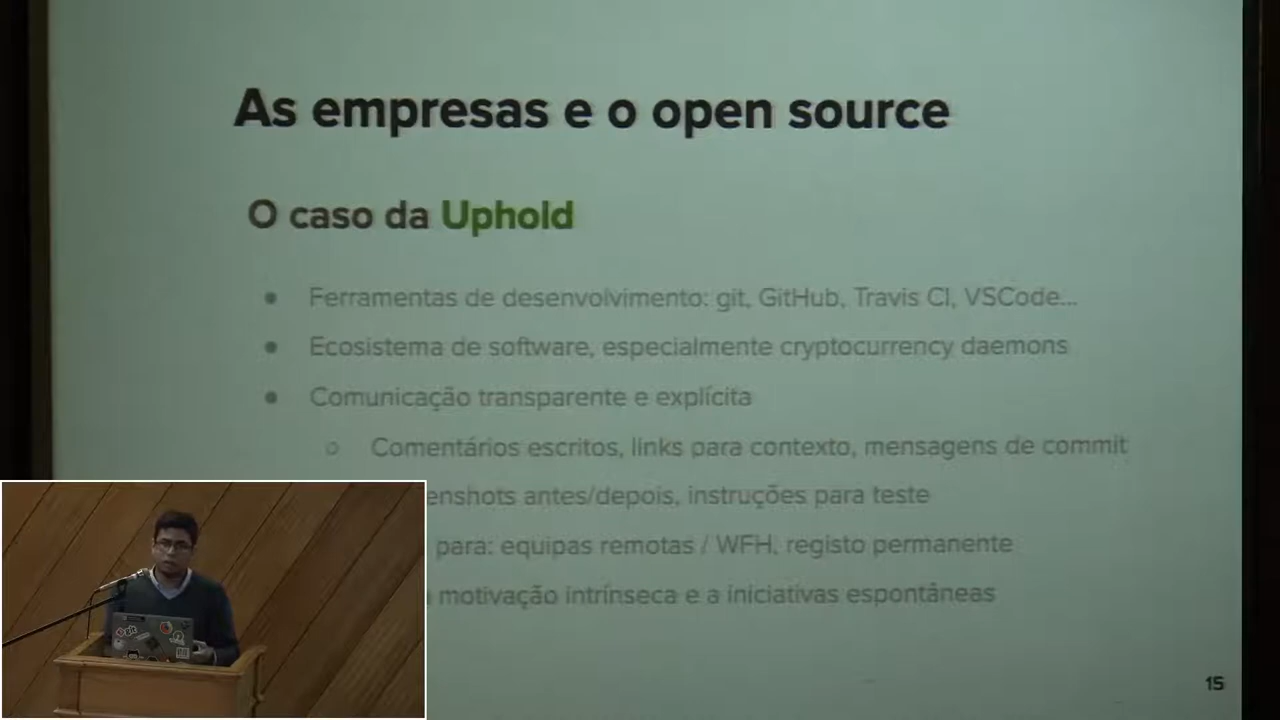 As empresas e o open source
O caso da Uphold
Ferramentas de desenvolvimento: git, GitHub, Travis CI, VSCode...
Ecosistema de software, especialmente cryptocurrency daemons
Comunicação transparente e explícita
Comentários escritos, links para contexto, mensagens de commit
enshots antes/depois, instruções para teste
para: equipas remotas / WFH, registo permanente
motivação intrínseca e a iniciativas espontâneas
git
15